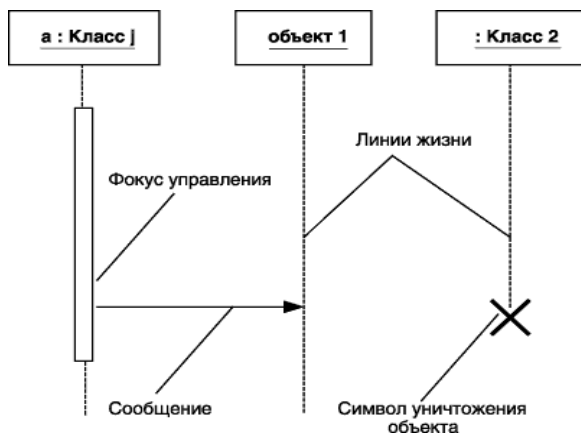 а : Класс j
объект 1
: Класс 2
Линии жизни
Фокус управления
Сообщение
Символ уничтожения
объекта